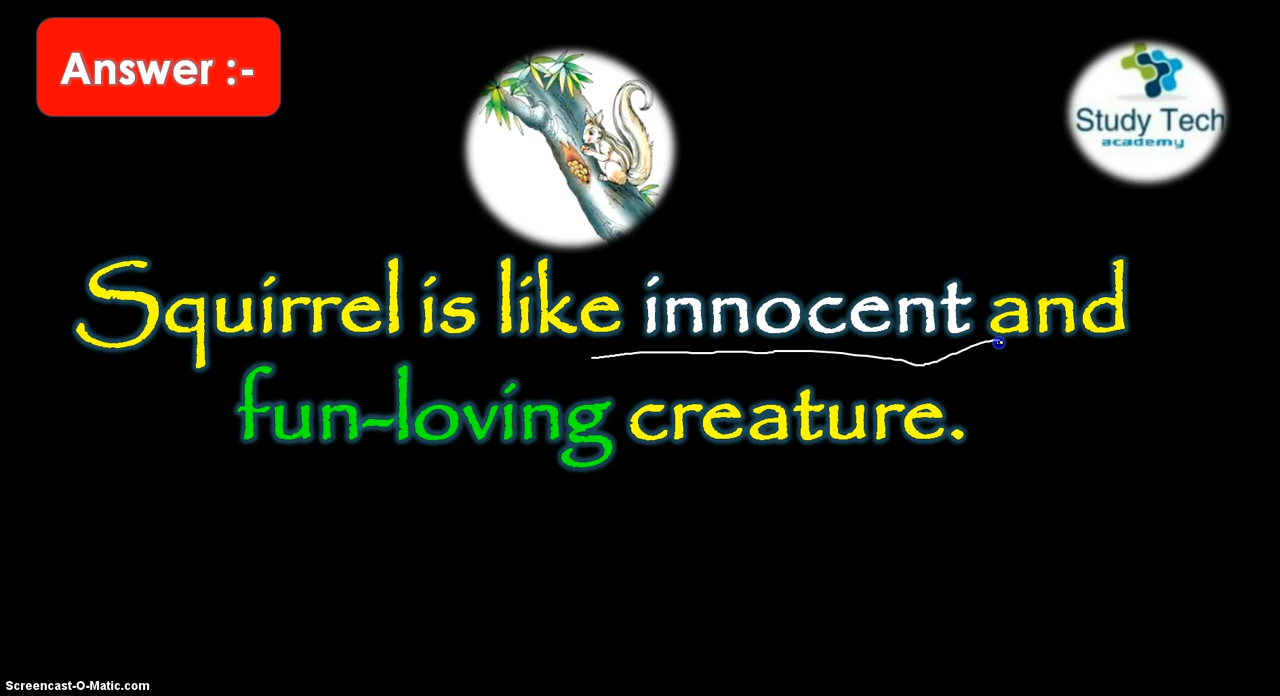 Answer :-
Study Tech
academy
Squirrel is like innocent and
fun-loving creature.
Screencast-O-Matic.com